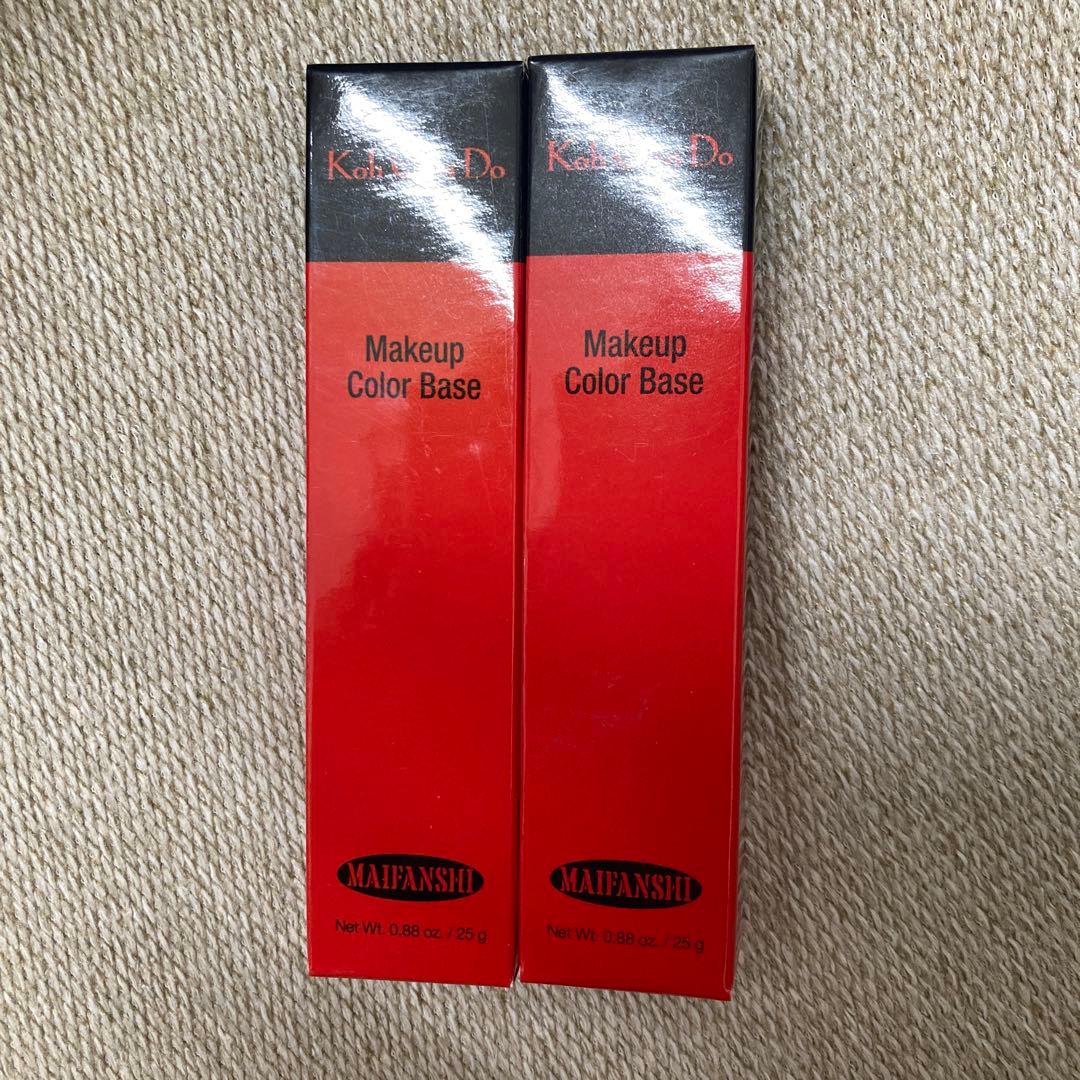 Koh Do
Makeup
Color Base
MAIFANSHI
Net Wt. 0.88 oz. / 25 g
Koh Do
Makeup
Color Base
MAIFANSHI
Net Wt. 0.88 oz. / 25 g